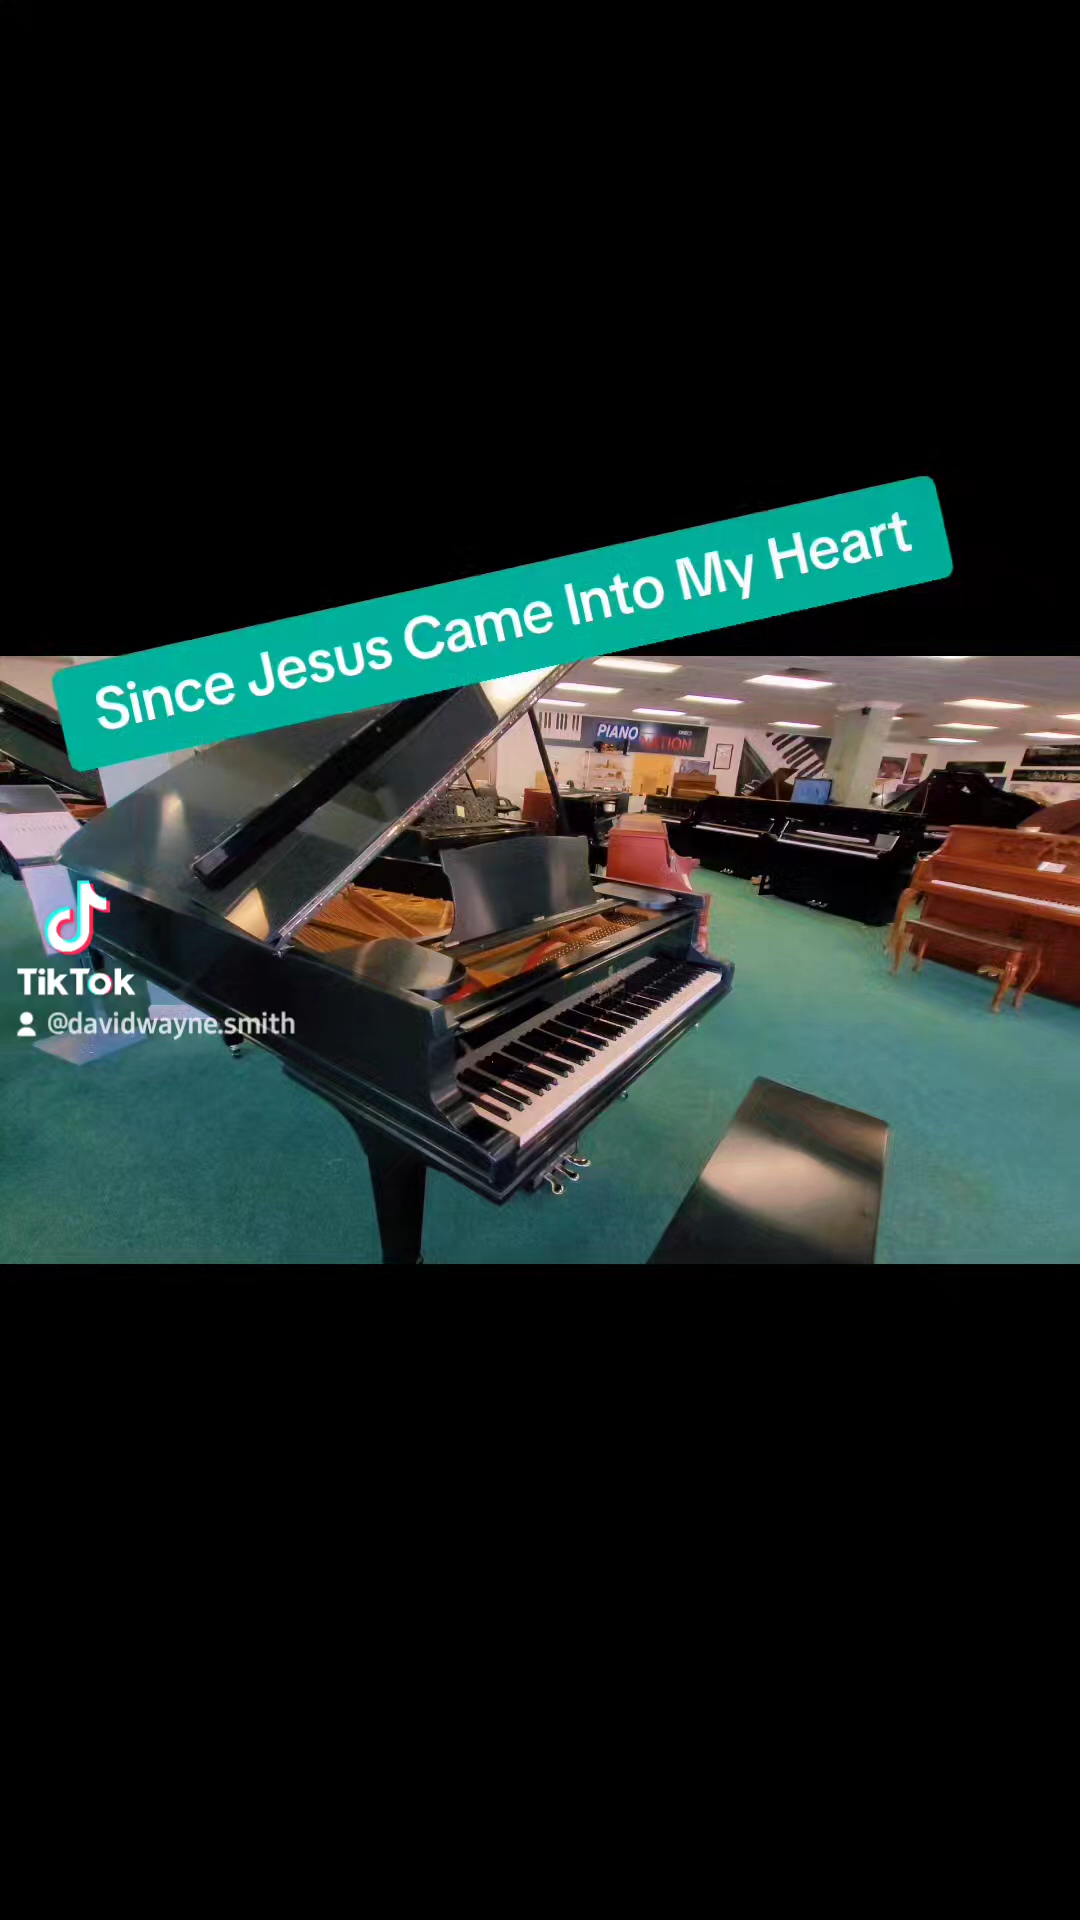 Since Jesus Came Into My Heart
PIANO
NATION
TikTok
@davidwayne.smith